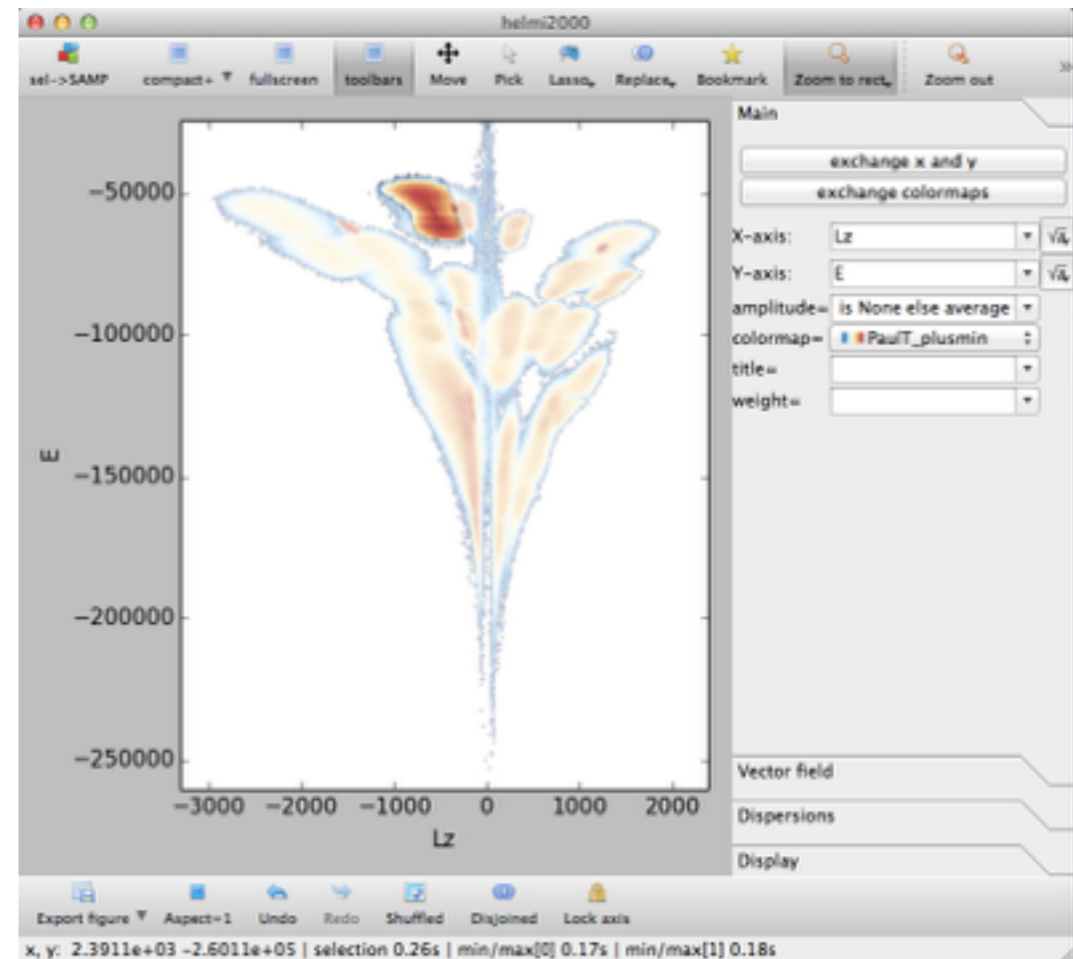 helmi2000
sel->SAMP compact+ fullscreen toolbars Move Pick Lasso Replace Bookmark Zoom to rect Zoom out »
Main
exchange x and y
exchange colormaps
X-axis: Lz √a
Y-axis: E √a
amplitude= is None else average
colormap= PaulT_plusmin
title=
weight=
−50000
−100000
−150000
−200000
−250000
E
−3000 −2000 −1000 0 1000 2000
Lz
Vector field
Dispersions
Display
Export figure Aspect=1 Undo Redo Shuffled Disjoined Lock axis
x, y: 2.3911e+03 -2.6011e+05 | selection 0.26s | min/max[0] 0.17s | min/max[1] 0.18s